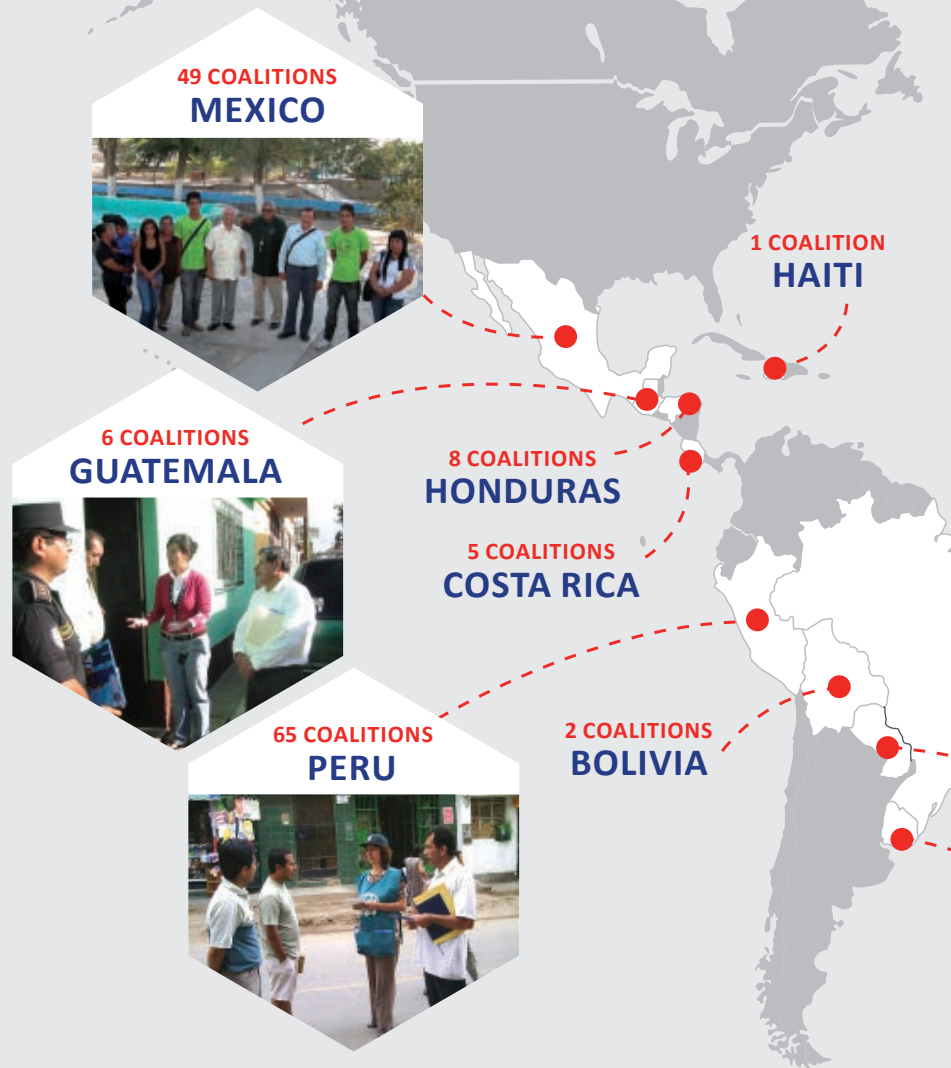 49 COALITIONS
MEXICO
1 COALITION
HAITI
6 COALITIONS
GUATEMALA
8 COALITIONS
HONDURAS
5 COALITIONS
COSTA RICA
65 COALITIONS
PERU
2 COALITIONS
BOLIVIA